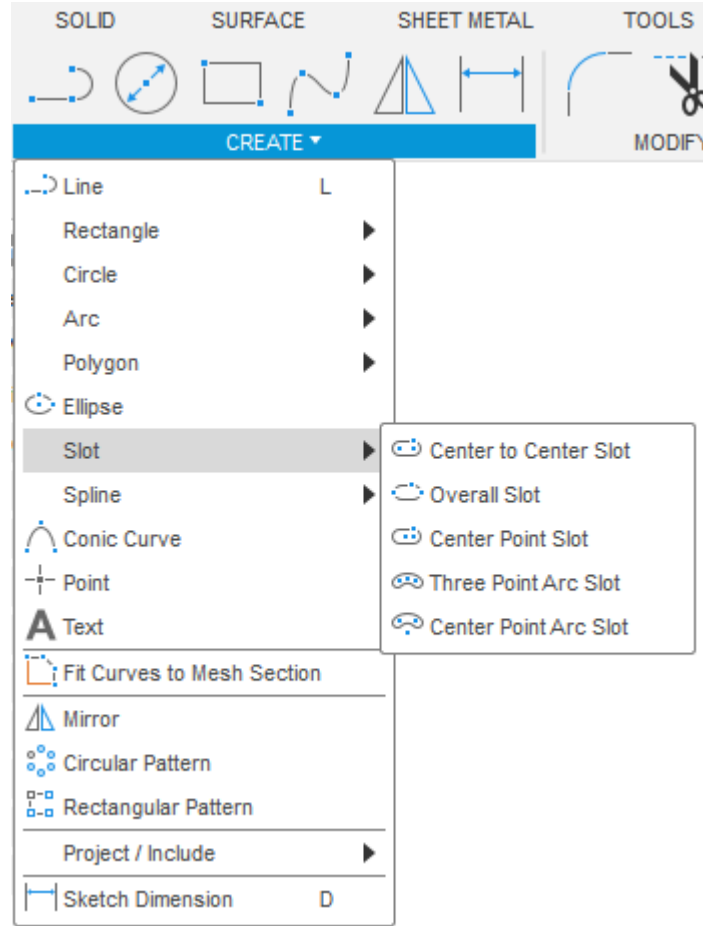 SOLID SURFACE SHEET METAL TOOLS
CREATE MODIFY
Line L
Rectangle
Circle
Arc
Polygon
Ellipse
Slot
Spline
Conic Curve
Point
Text
Fit Curves to Mesh Section
Mirror
Circular Pattern
Rectangular Pattern
Project / Include
Sketch Dimension D
Center to Center Slot
Overall Slot
Center Point Slot
Three Point Arc Slot
Center Point Arc Slot